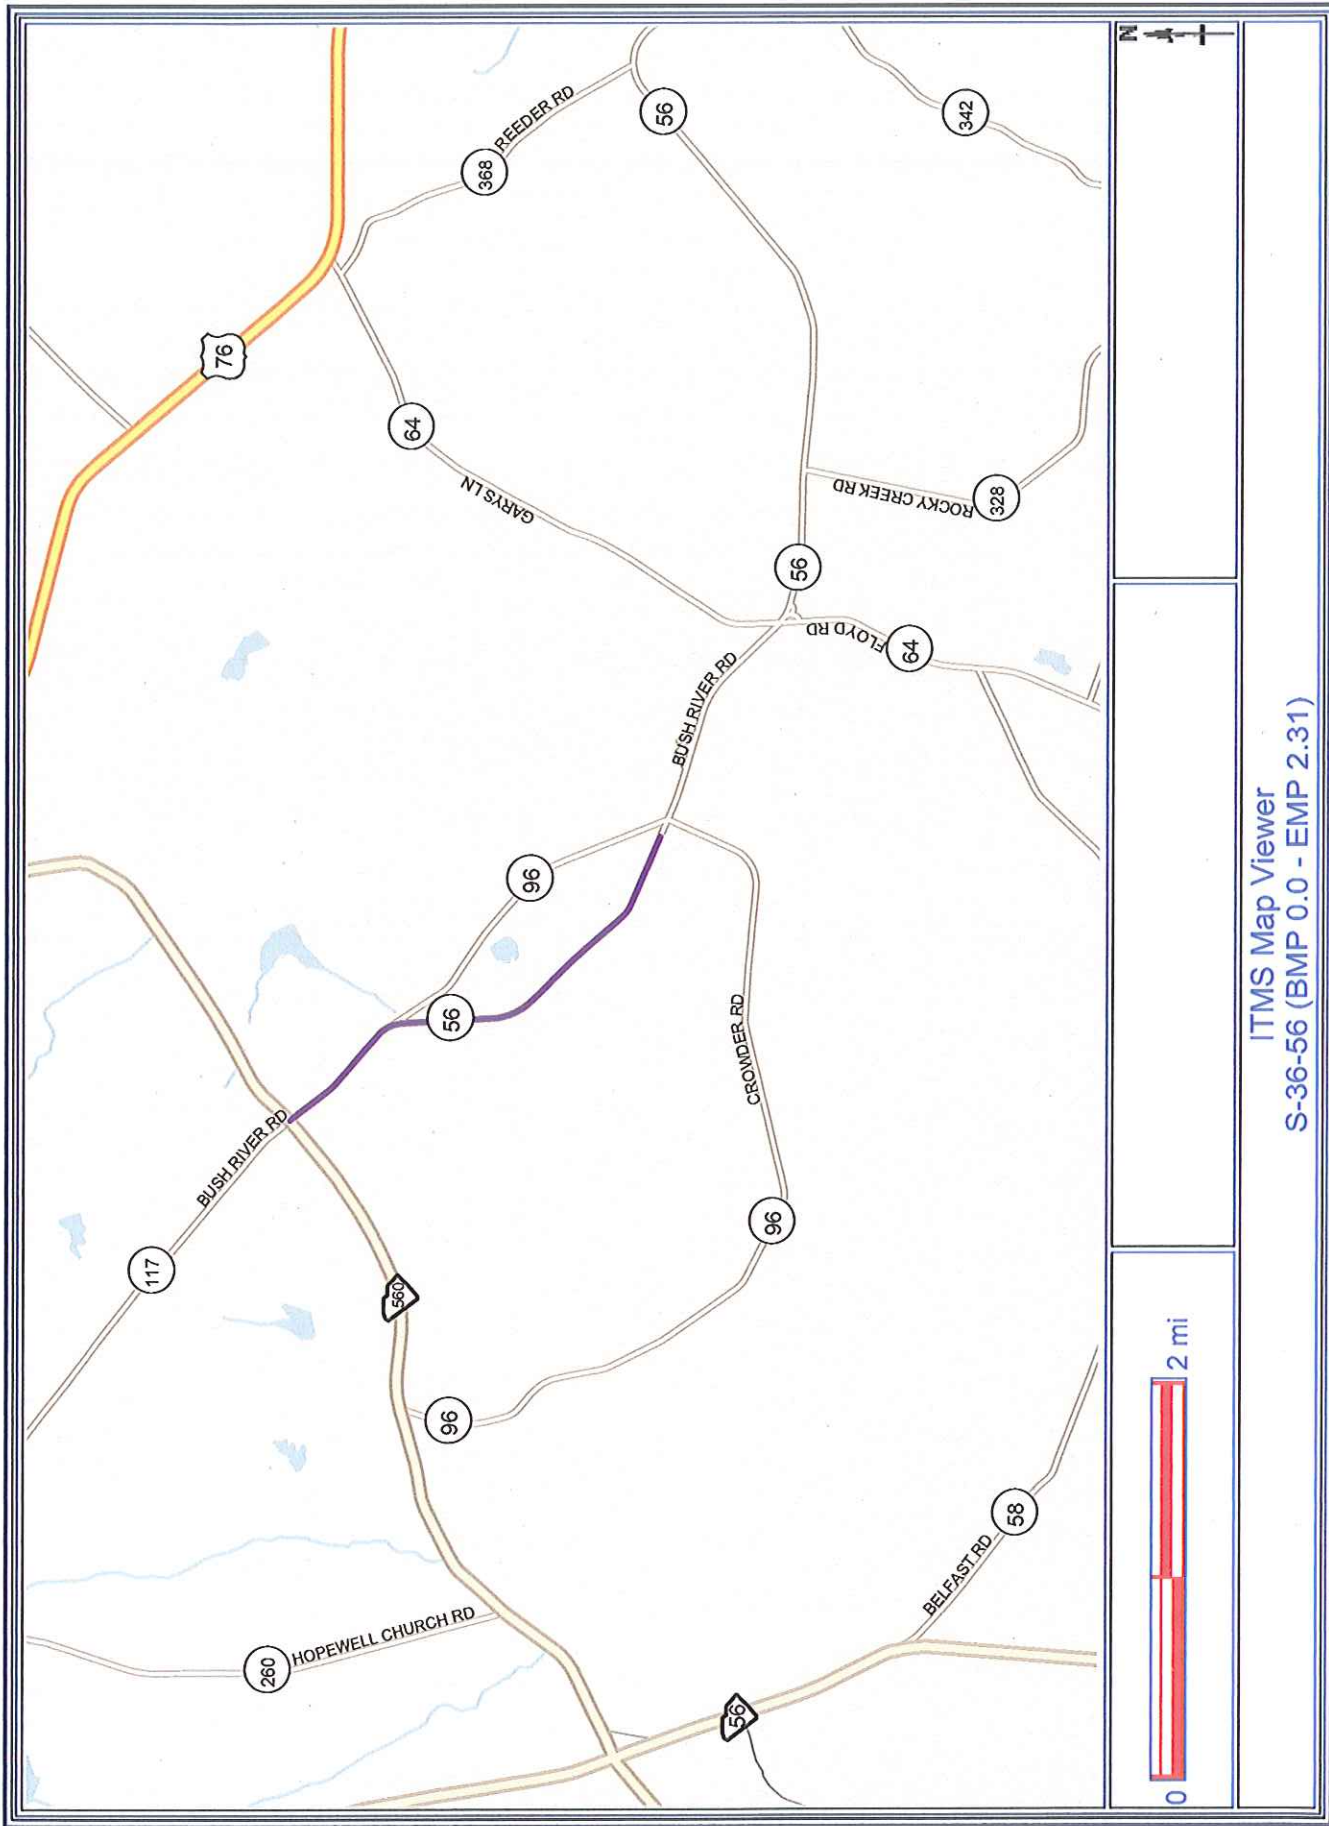 117
BUSH RIVER RD
76
260
HOPEWELL CHURCH RD
560
64
96
56
368
GARYS LN
96
REEDER RD
56
BUSH RIVER RD
56
CROWDER RD
96
56
FLOYD RD
ROCKY CREEK RD
64
BELFAST RD
342
328
58
N
0 2 mi
ITMS Map Viewer
S-36-56 (BMP 0.0 - EMP 2.31)